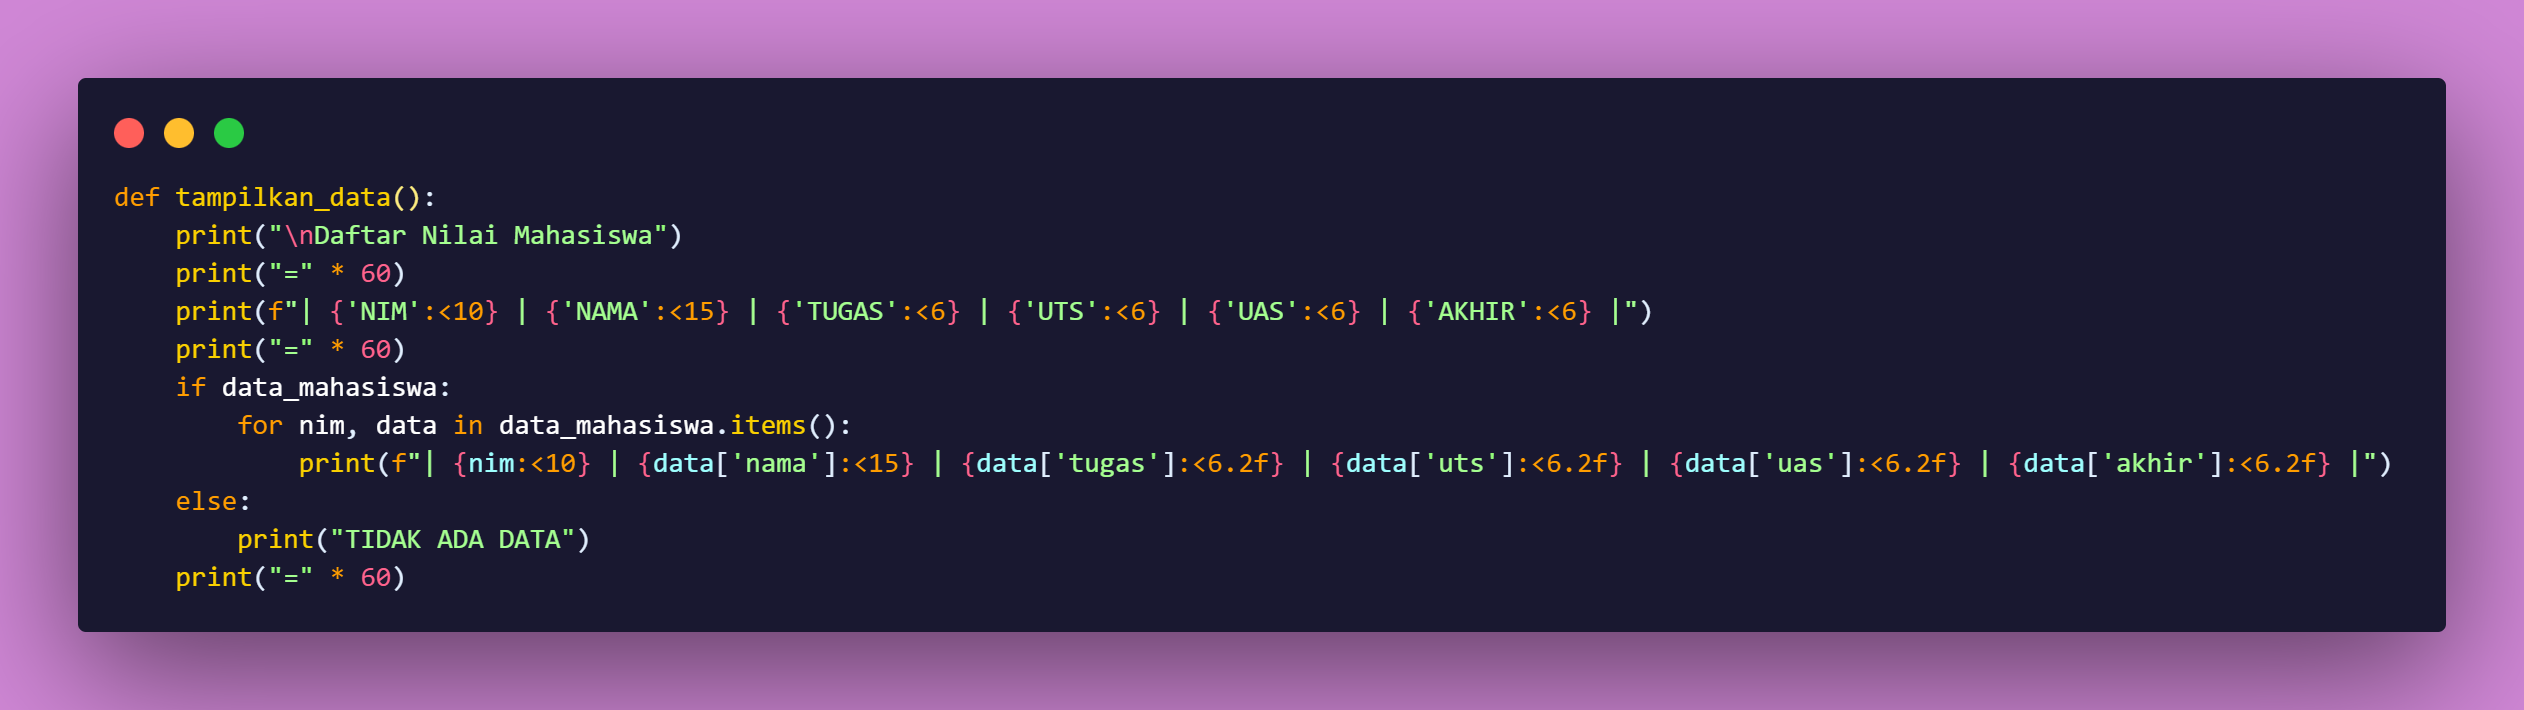 def tampilkan_data():
    print("\nDaftar Nilai Mahasiswa")
    print("=" * 60)
    print(f"| {'NIM':<10} | {'NAMA':<15} | {'TUGAS':<6} | {'UTS':<6} | {'UAS':<6} | {'AKHIR':<6} |")
    print("=" * 60)
    if data_mahasiswa:
        for nim, data in data_mahasiswa.items():
            print(f"| {nim:<10} | {data['nama']:<15} | {data['tugas']:<6.2f} | {data['uts']:<6.2f} | {data['uas']:<6.2f} | {data['akhir']:<6.2f} |")
    else:
        print("TIDAK ADA DATA")
    print("=" * 60)